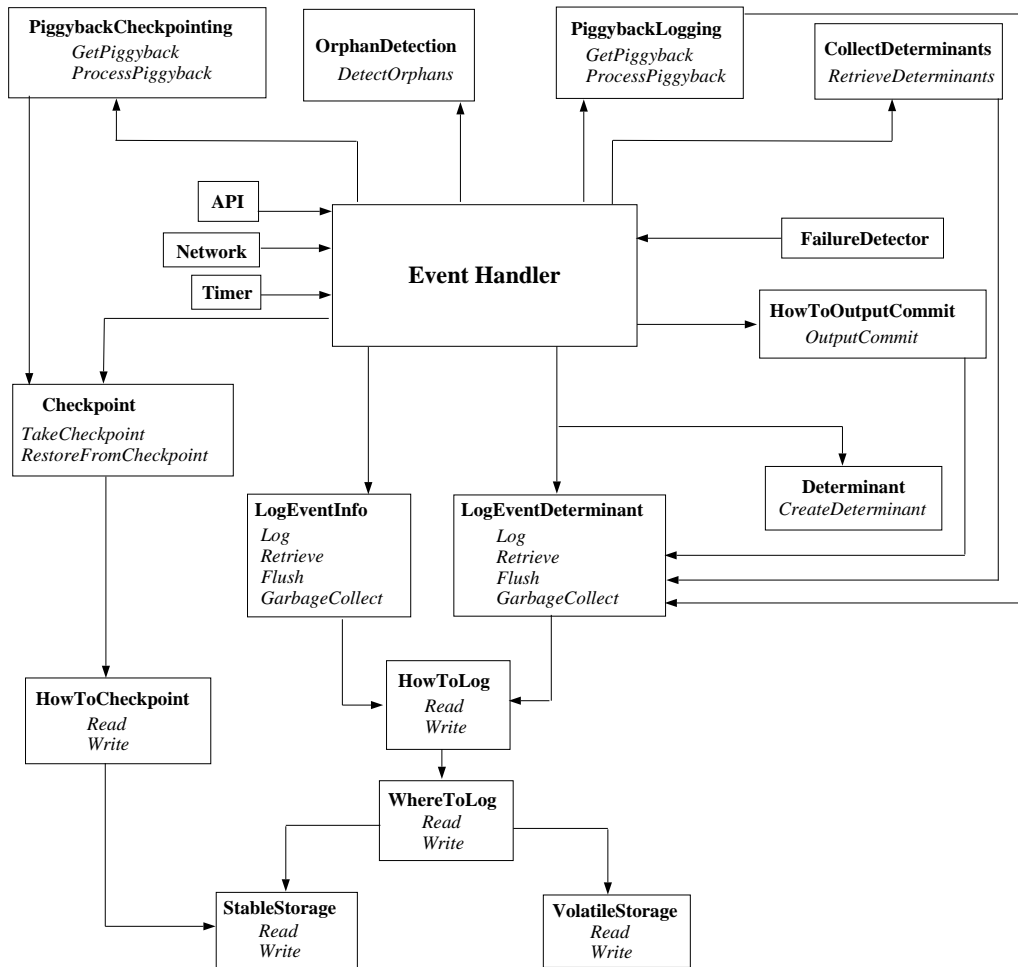 PiggybackCheckpointing
GetPiggyback
ProcessPiggyback
OrphanDetection
DetectOrphans
PiggybackLogging
GetPiggyback
ProcessPiggyback
CollectDeterminants
RetrieveDeterminants
API
Network
Timer
Event Handler
FailureDetector
HowToOutputCommit
OutputCommit
Checkpoint
TakeCheckpoint
RestoreFromCheckpoint
Determinant
CreateDeterminant
LogEventInfo
Log
Retrieve
Flush
GarbageCollect
LogEventDeterminant
Log
Retrieve
Flush
GarbageCollect
HowToCheckpoint
Read
Write
HowToLog
Read
Write
WhereToLog
Read
Write
StableStorage
Read
Write
VolatileStorage
Read
Write